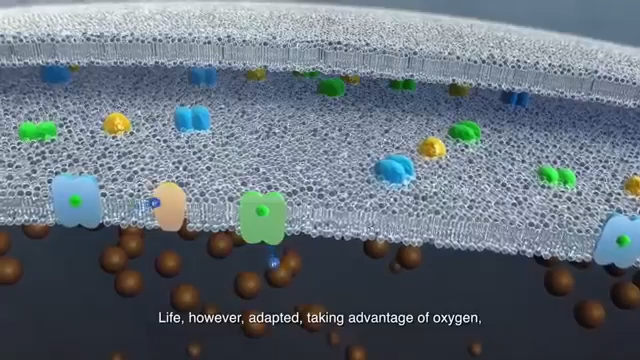 Life, however, adapted, taking advantage of oxygen,